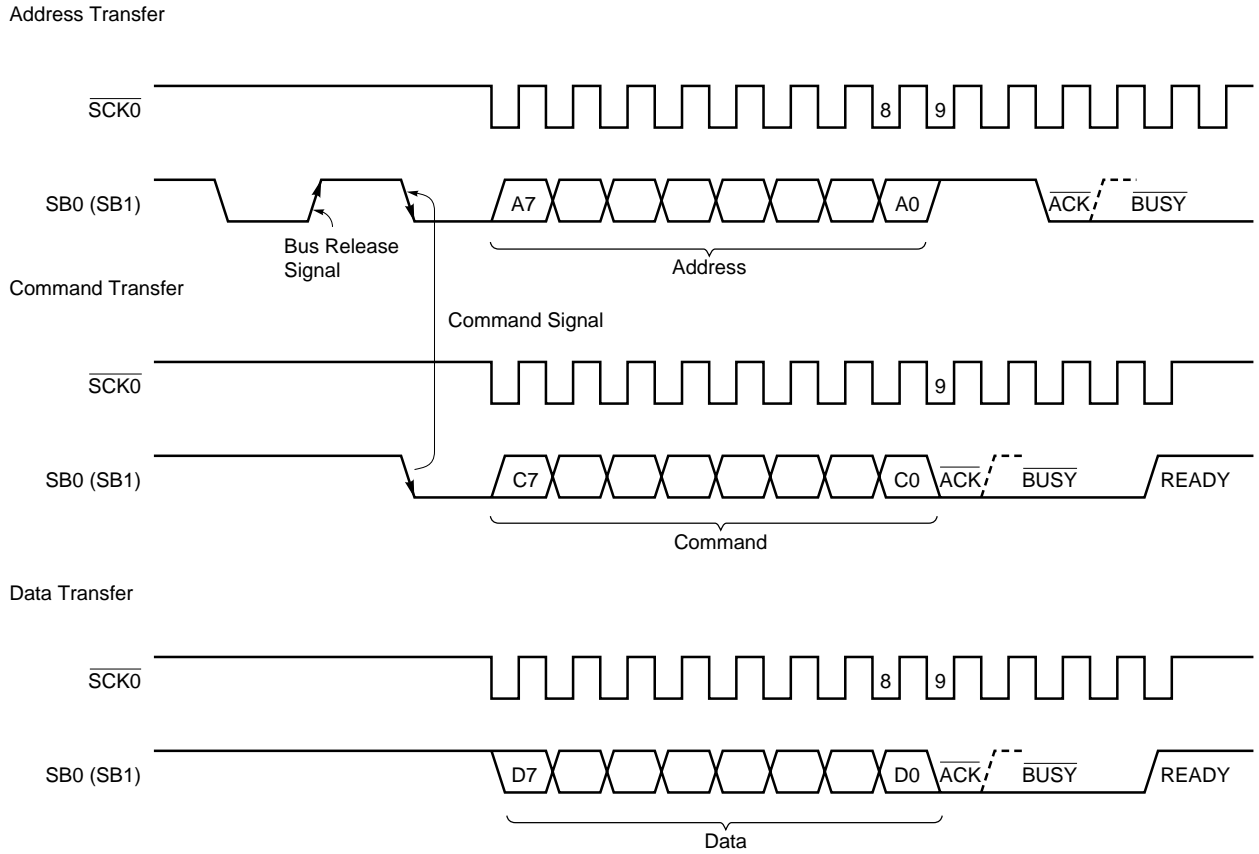 Address Transfer
SCK0
8 9
SB0 (SB1)
A7 A0 ACK BUSY
Bus Release
Signal
Address
Command Transfer
Command Signal
SCK0
9
SB0 (SB1)
C7 C0 ACK BUSY READY
Command
Data Transfer
SCK0
8 9
SB0 (SB1)
D7 D0 ACK BUSY READY
Data